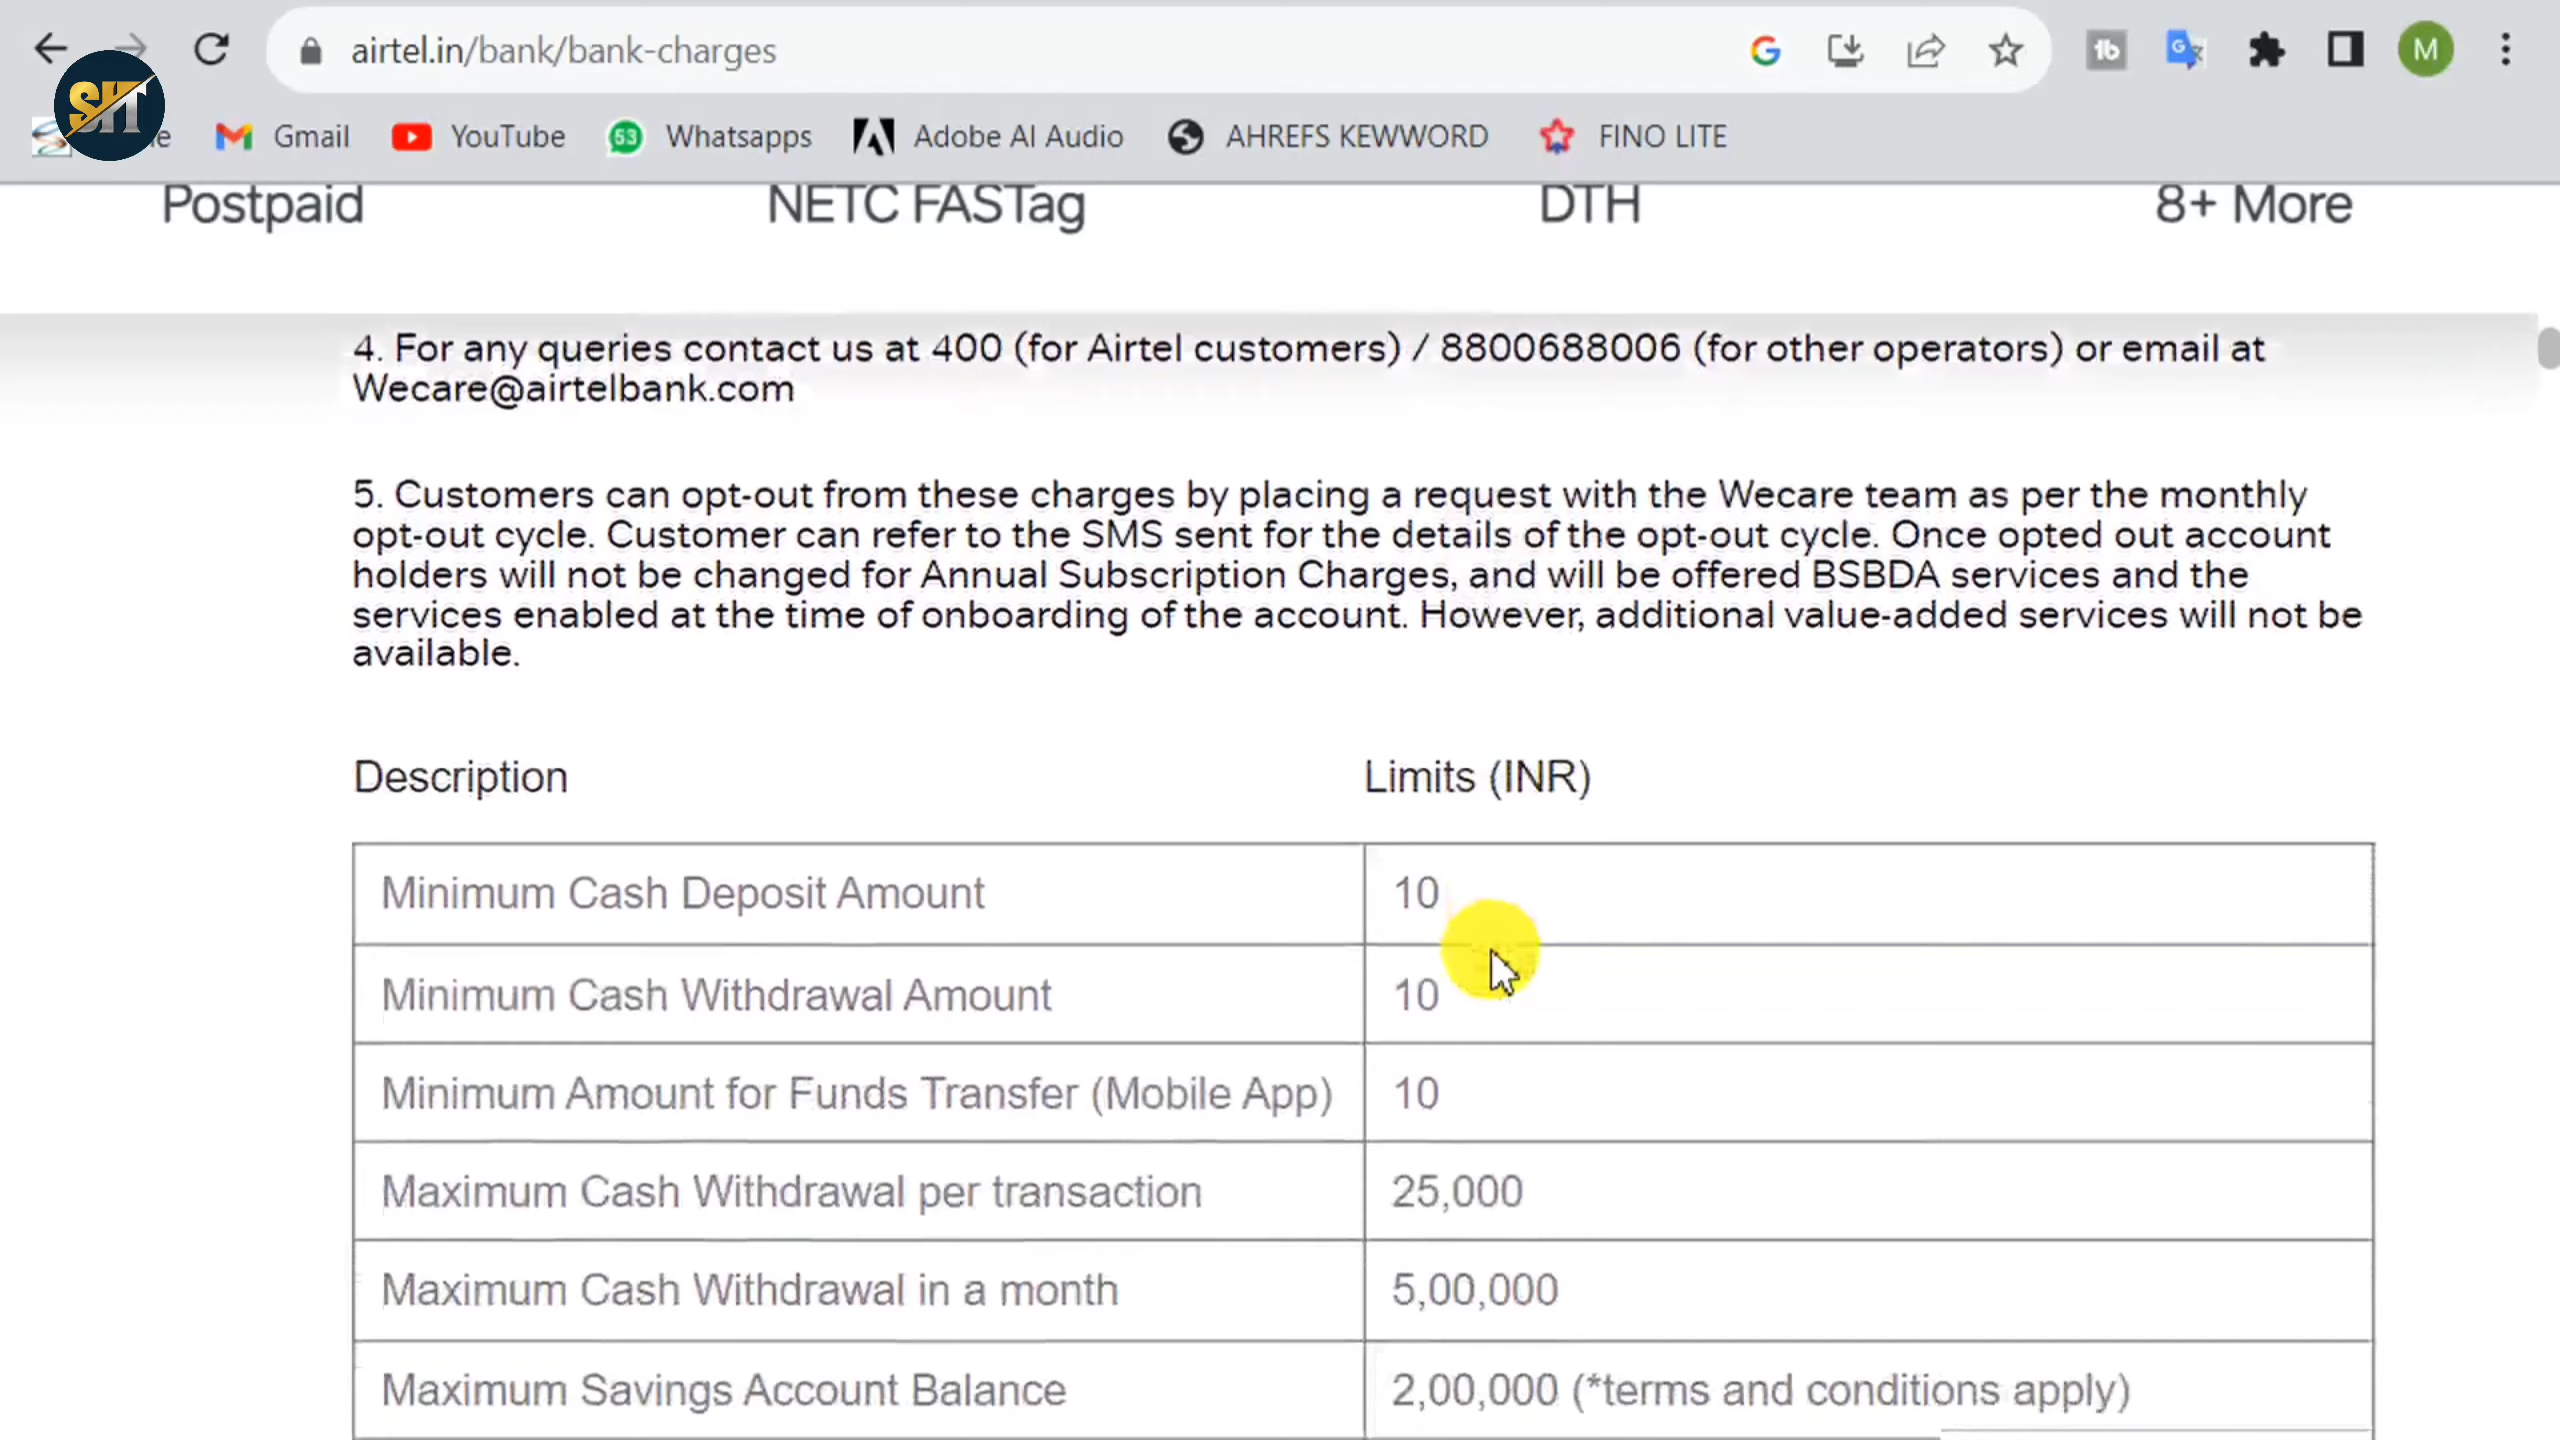 airtel.in/bank/bank-charges
SHT
Gmail YouTube 53 Whatsapps Adobe AI Audio AHREFS KEWWORD FINO LITE
M
Postpaid NETC FASTag DTH 8+ More
4. For any queries contact us at 400 (for Airtel customers) / 8800688006 (for other operators) or email at
Wecare@airtelbank.com
5. Customers can opt-out from these charges by placing a request with the Wecare team as per the monthly
opt-out cycle. Customer can refer to the SMS sent for the details of the opt-out cycle. Once opted out account
holders will not be changed for Annual Subscription Charges, and will be offered BSBDA services and the
services enabled at the time of onboarding of the account. However, additional value-added services will not be
available.
Description Limits (INR)
Minimum Cash Deposit Amount 10
Minimum Cash Withdrawal Amount 10
Minimum Amount for Funds Transfer (Mobile App) 10
Maximum Cash Withdrawal per transaction 25,000
Maximum Cash Withdrawal in a month 5,00,000
Maximum Savings Account Balance 2,00,000 (*terms and conditions apply)